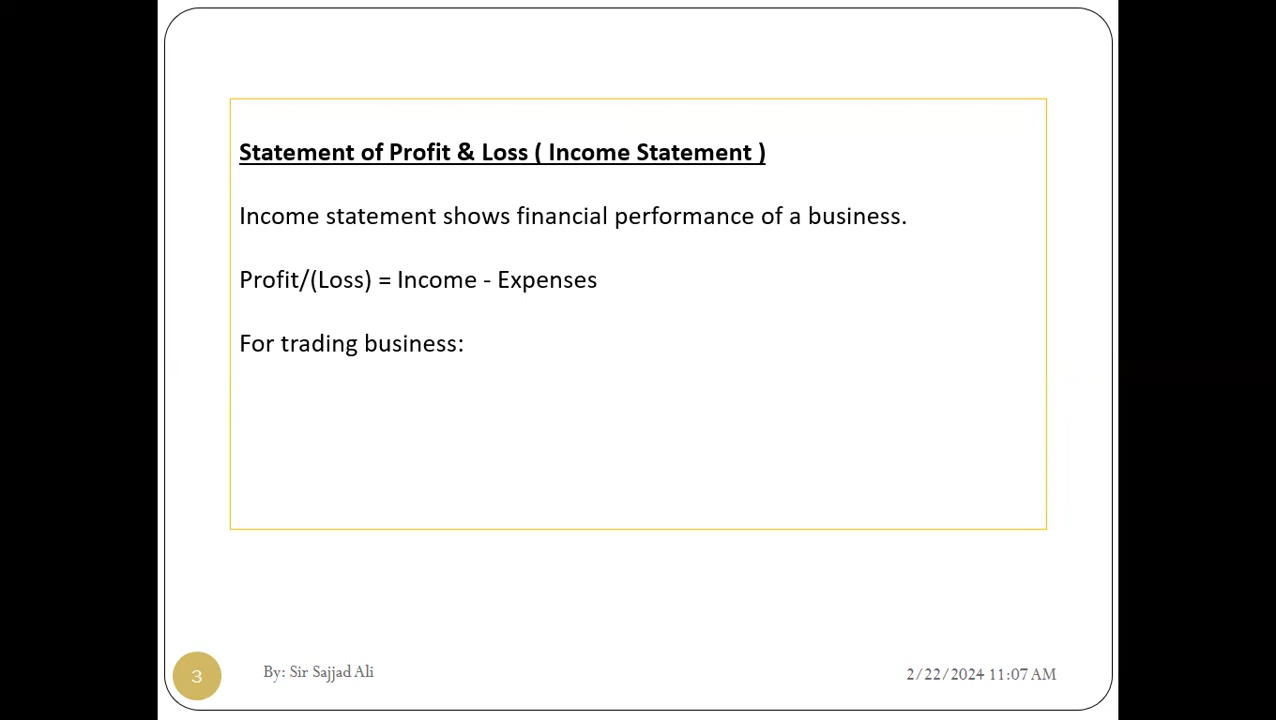 Statement of Profit & Loss ( Income Statement )
Income statement shows financial performance of a business.
Profit/(Loss) = Income - Expenses
For trading business:
3
By: Sir Sajjad Ali
2/22/2024 11:07 AM